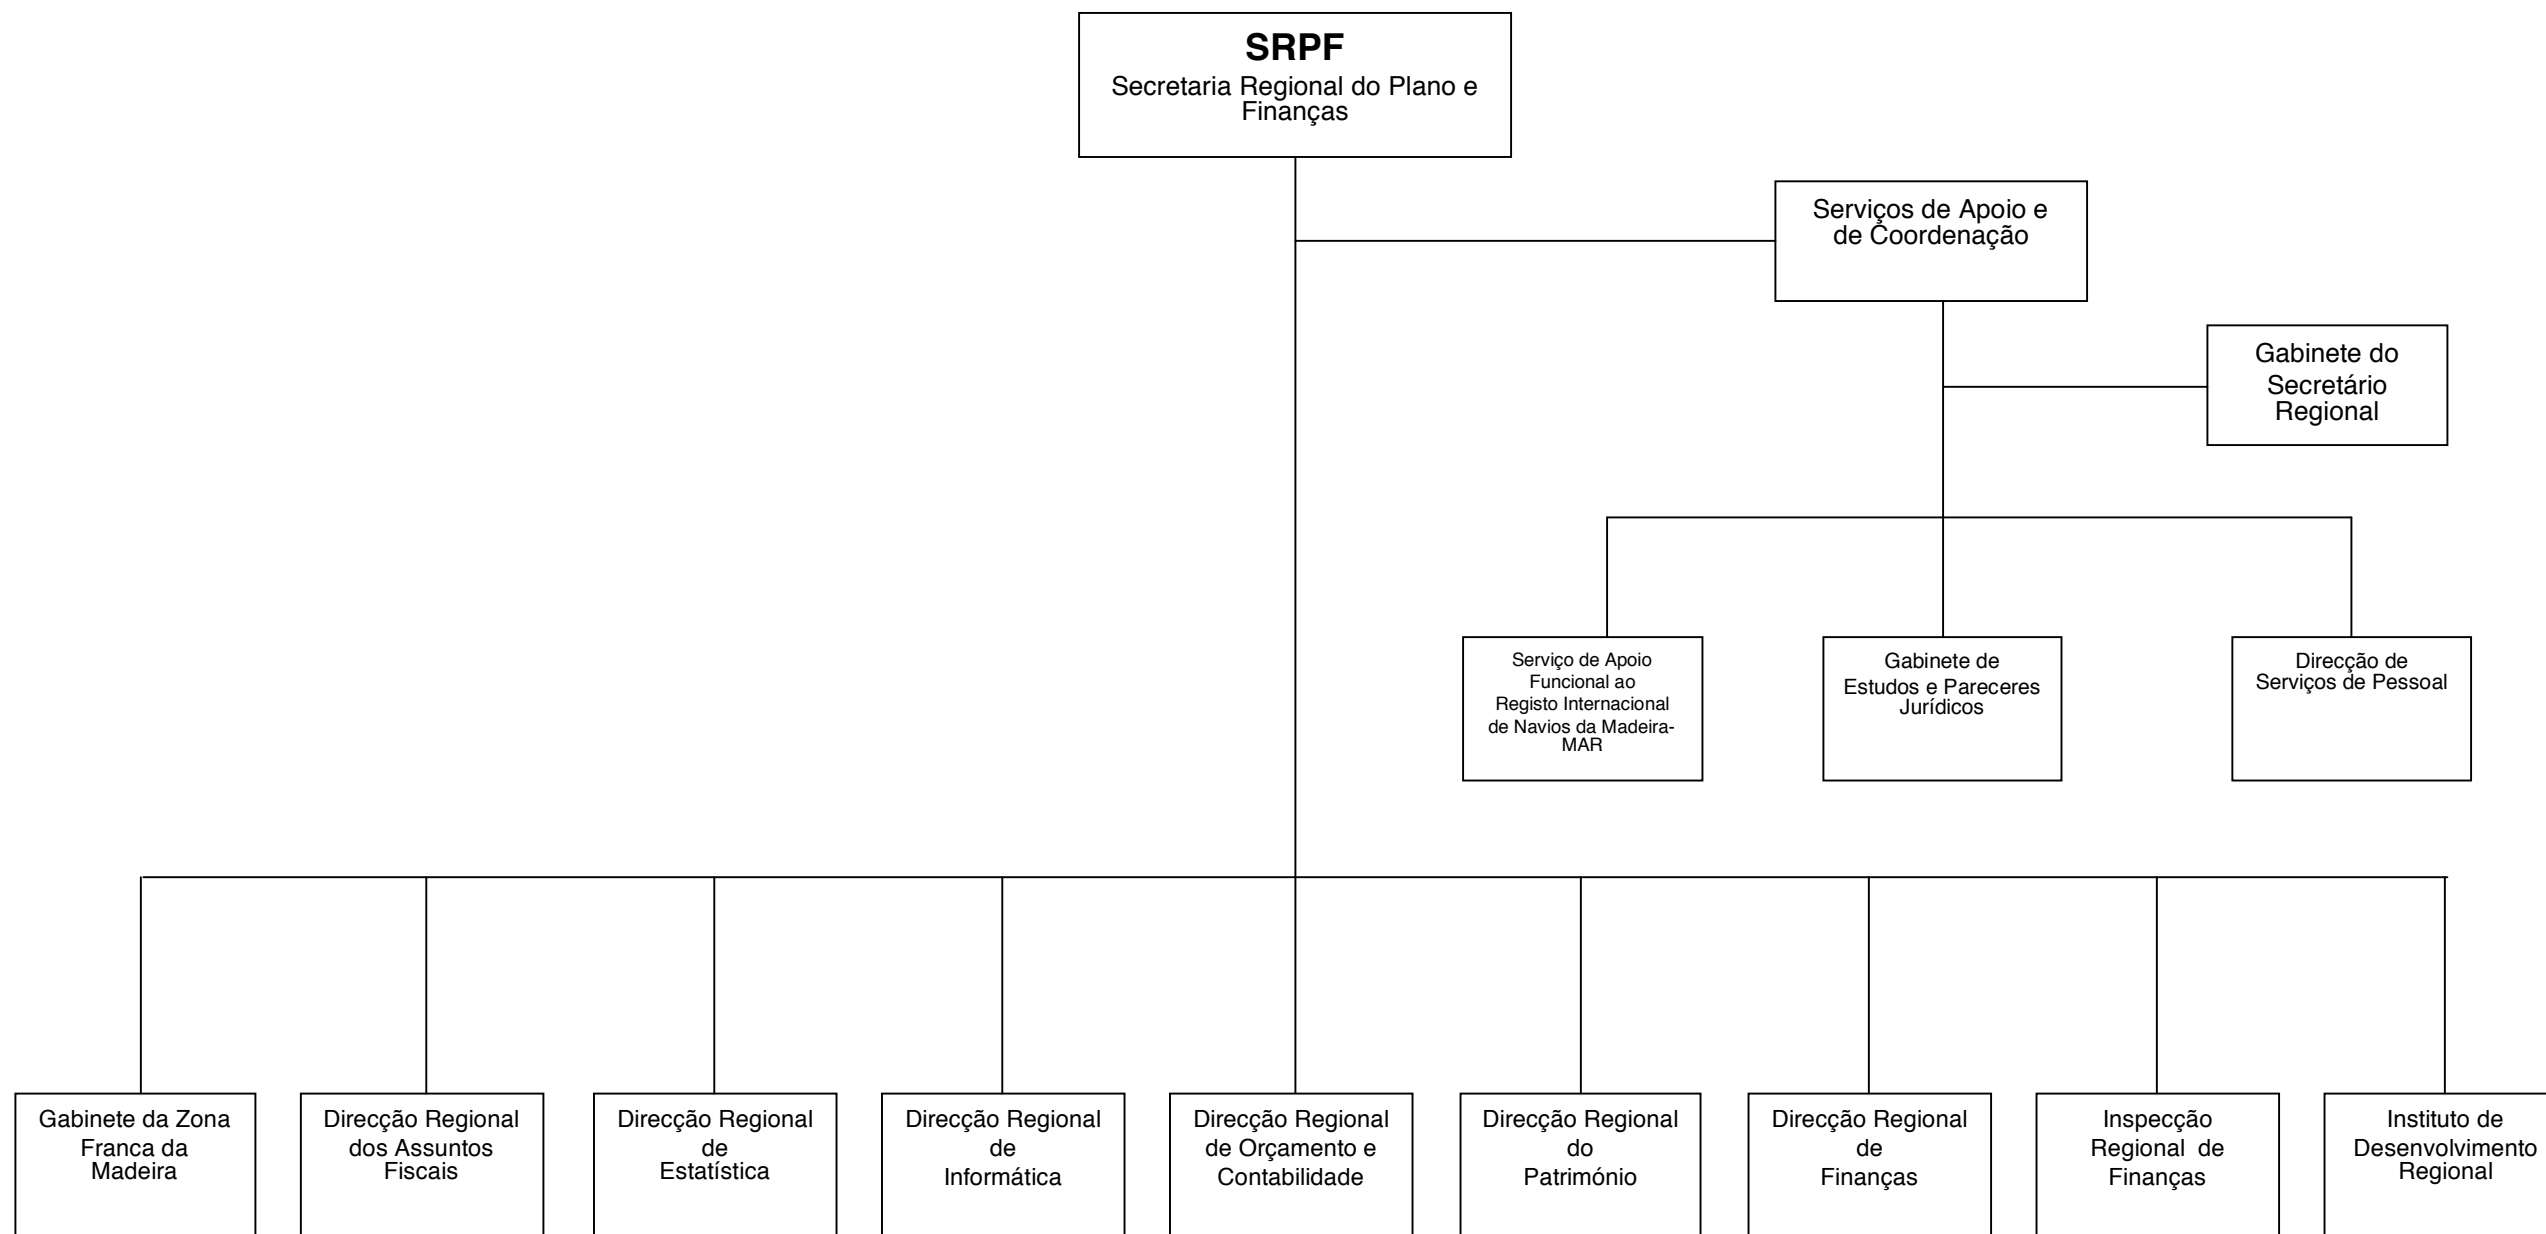 SRPF
Secretaria Regional do Plano e
Finanças
Serviços de Apoio e
de Coordenação
Gabinete do
Secretário
Regional
Serviço de Apoio
Funcional ao
Registo Internacional
de Navios da Madeira-
MAR
Gabinete de
Estudos e Pareceres
Jurídicos
Direcção de
Serviços de Pessoal
Gabinete da Zona
Franca da
Madeira
Direcção Regional
dos Assuntos
Fiscais
Direcção Regional
de
Estatística
Direcção Regional
de
Informática
Direcção Regional
de Orçamento e
Contabilidade
Direcção Regional
do
Património
Direcção Regional
de
Finanças
Inspecção
Regional de
Finanças
Instituto de
Desenvolvimento
Regional